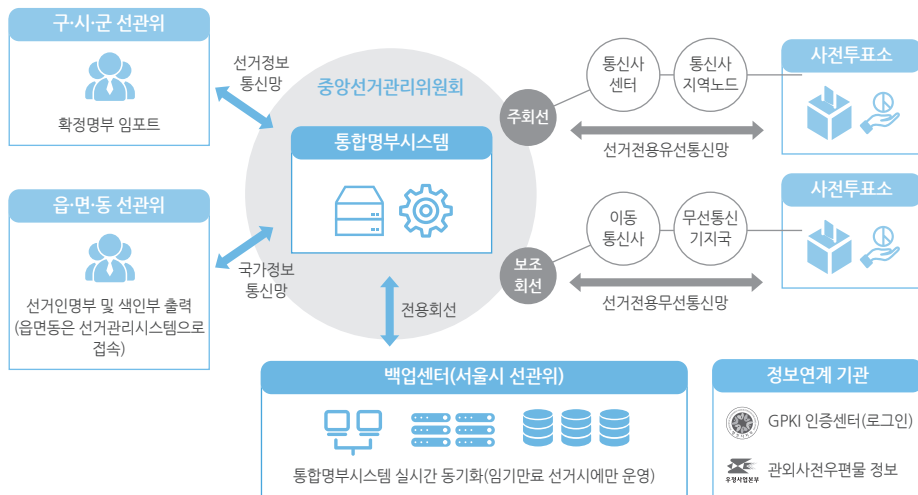 구·시·군 선관위
확정명부 임포트
선거정보
통신망
읍·면·동 선관위
선거인명부 및 색인부 출력
(읍면동은 선거관리시스템으로
접속)
국가정보
통신망
중앙선거관리위원회
통합명부시스템
전용회선
주회선
통신사
센터
통신사
지역노드
선거전용유선통신망
사전투표소
보조
회선
이동
통신사
무선통신
기지국
선거전용무선통신망
사전투표소
백업센터(서울시 선관위)
통합명부시스템 실시간 동기화(임기만료 선거시에만 운영)
정보연계 기관
GPKI 인증센터(로그인)
우정사업본부
관외사전우편물 정보